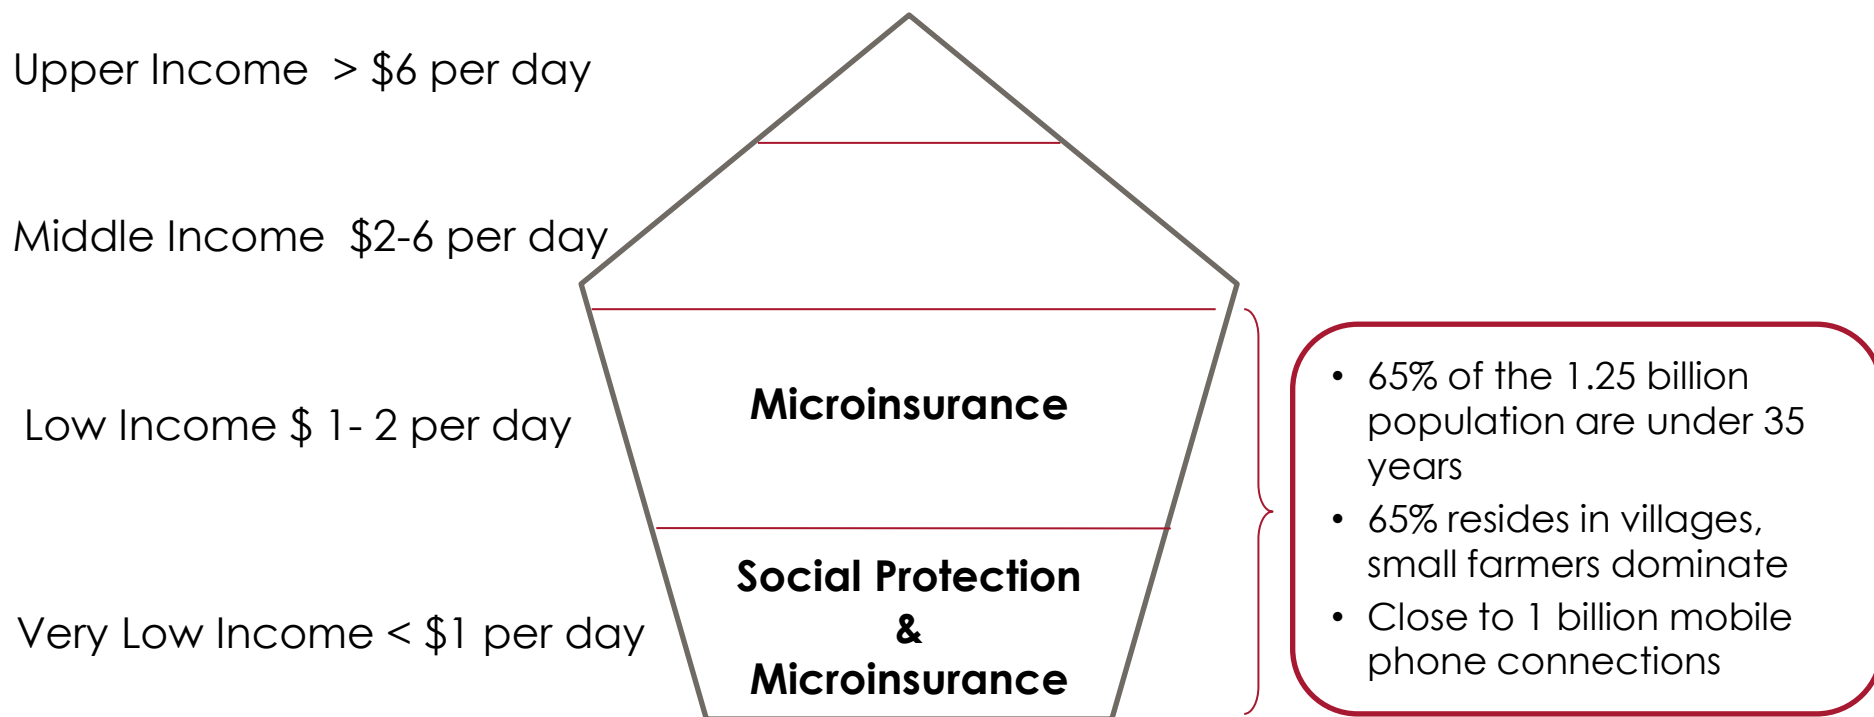 Upper Income  > $6 per day
Middle Income  $2-6 per day
Low Income $ 1- 2 per day
Very Low Income < $1 per day
Microinsurance
Social Protection
&
Microinsurance
• 65% of the 1.25 billion
population are under 35
years
• 65% resides in villages,
small farmers dominate
• Close to 1 billion mobile
phone connections